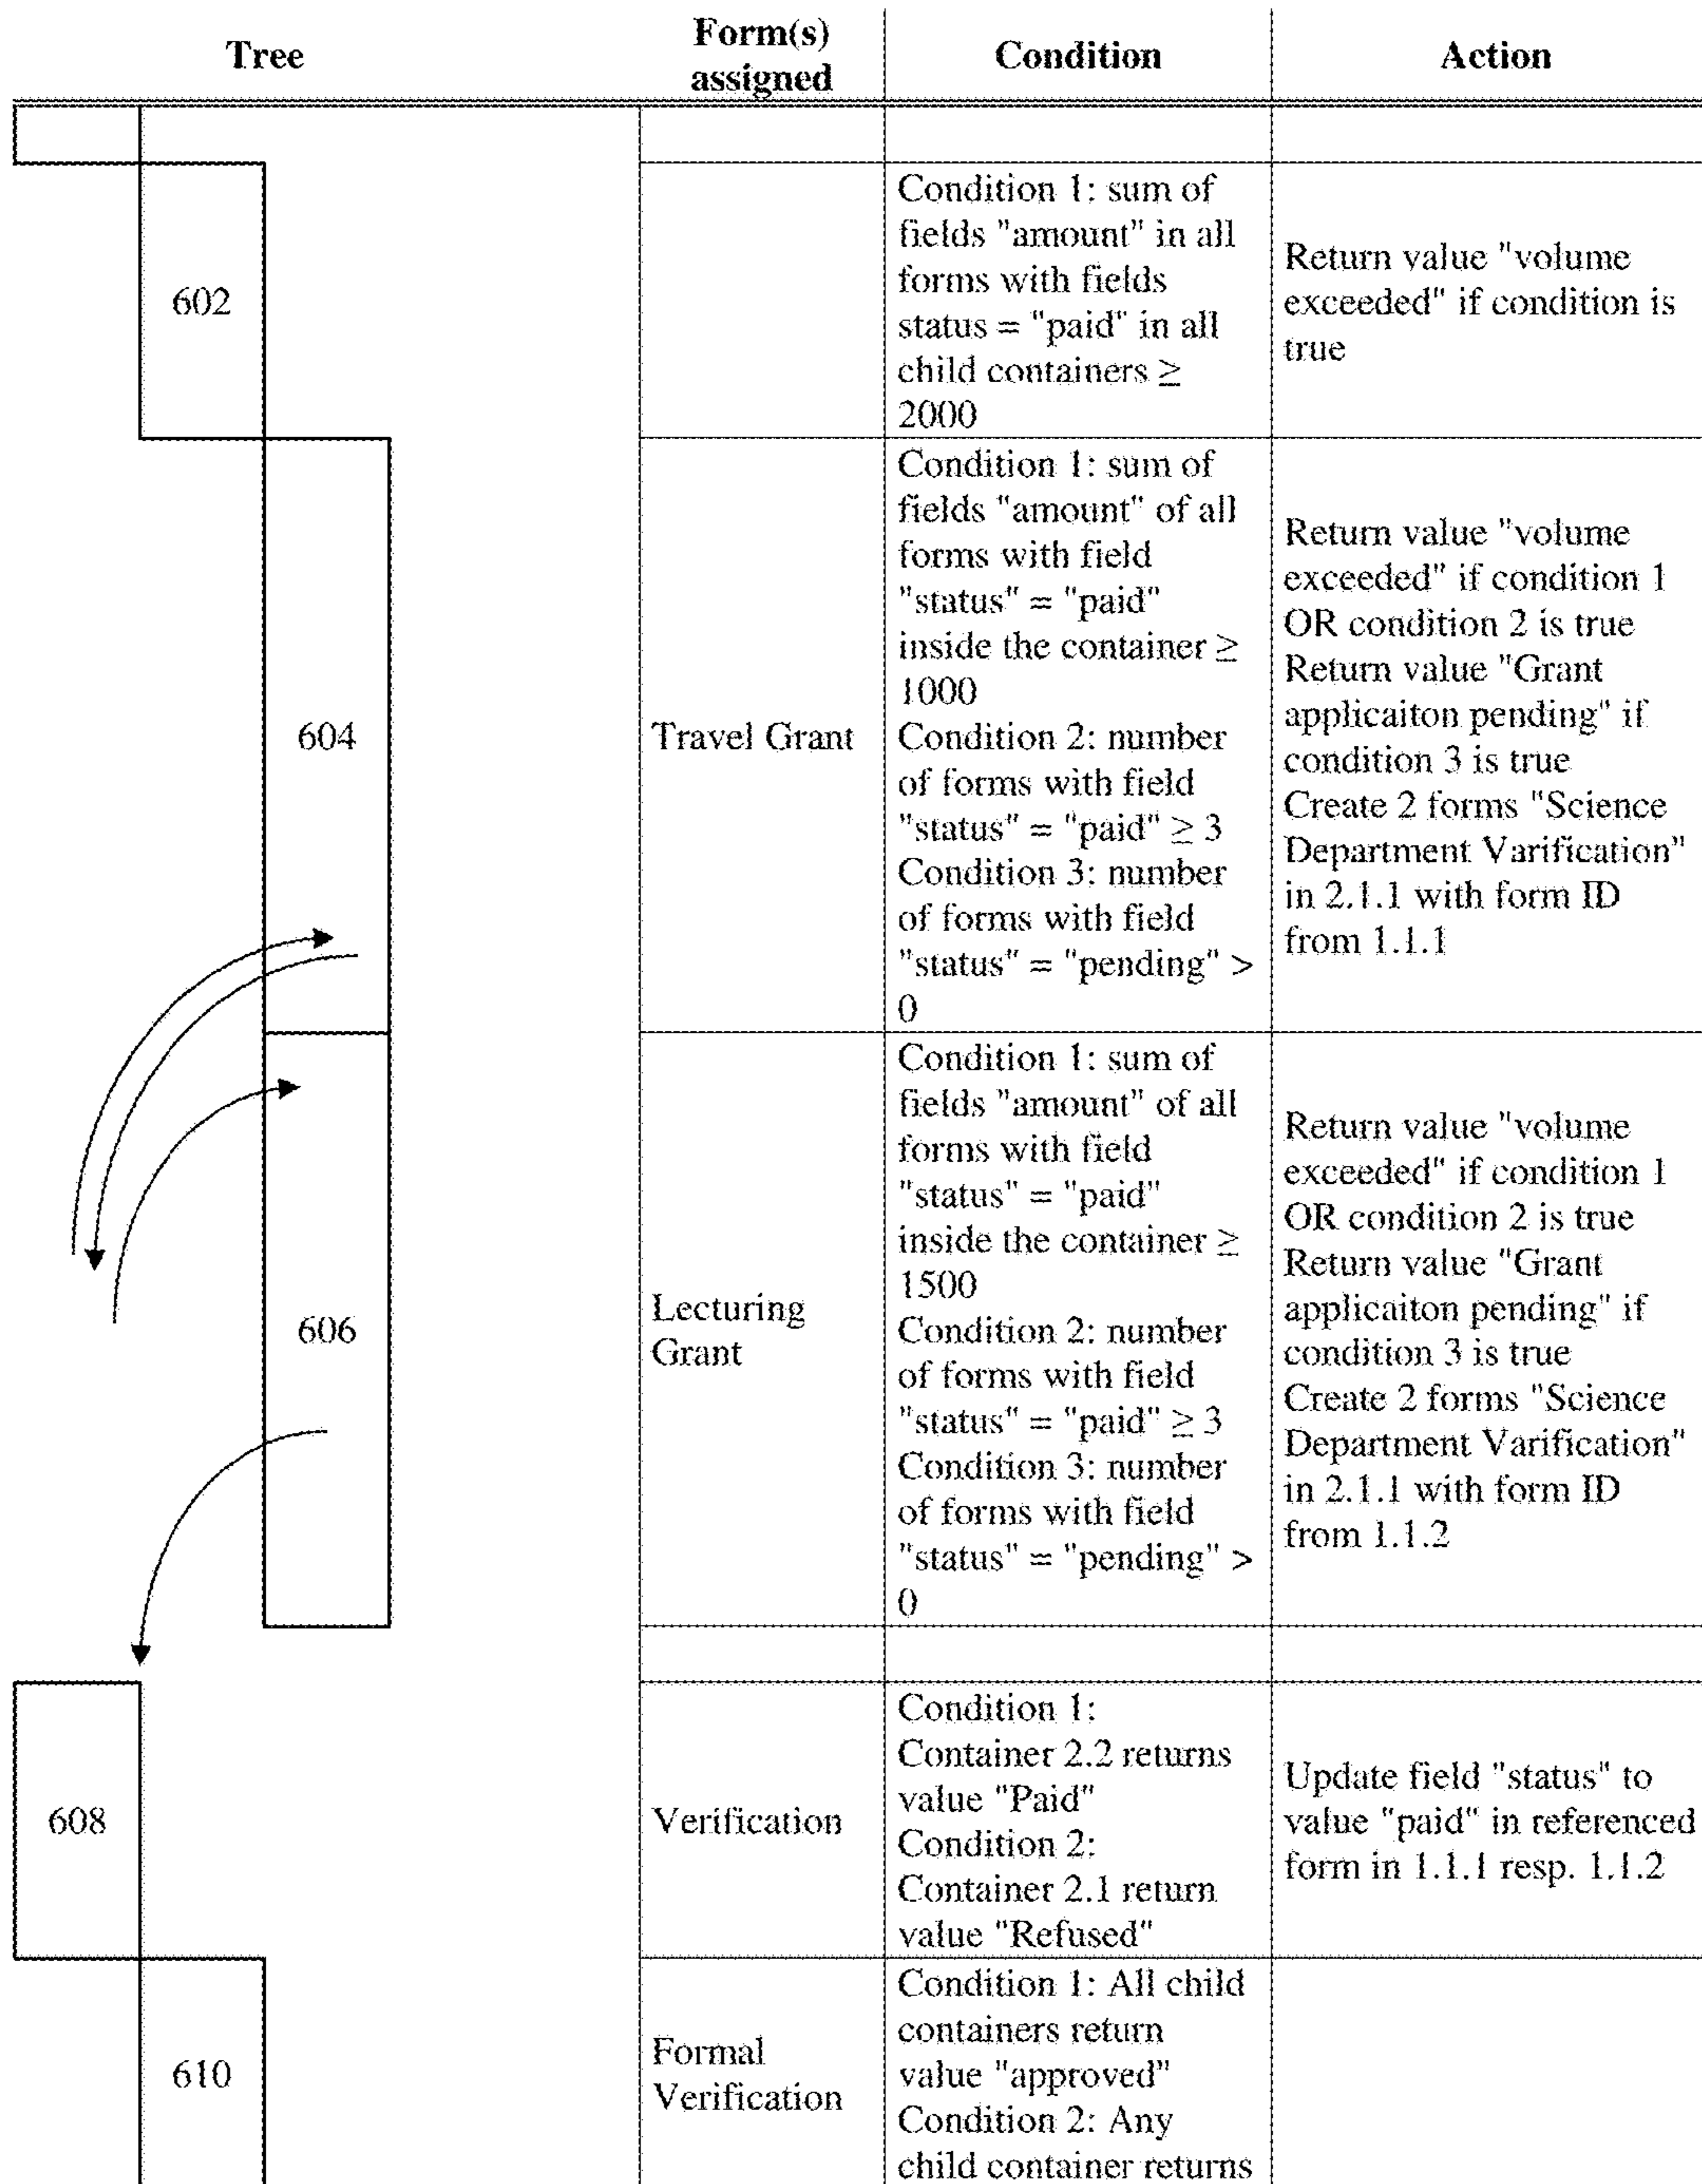 Tree
Form(s)
assigned
Condition
Action
602
Condition 1: sum of
fields "amount" in all
forms with fields
status = "paid" in all
child containers ≥
2000
Return value "volume
exceeded" if condition is
true
604
Travel Grant
Condition 1: sum of
fields "amount" of all
forms with field
"status" = "paid"
inside the container ≥
1000
Condition 2: number
of forms with field
"status" = "paid" ≥ 3
Condition 3: number
of forms with field
"status" = "pending" >
0
Return value "volume
exceeded" if condition 1
OR condition 2 is true
Return value "Grant
applicaiton pending" if
condition 3 is true
Create 2 forms "Science
Department Varification"
in 2.1.1 with form ID
from 1.1.1
606
Lecturing
Grant
Condition 1: sum of
fields "amount" of all
forms with field
"status" = "paid"
inside the container ≥
1500
Condition 2: number
of forms with field
"status" = "paid" ≥ 3
Condition 3: number
of forms with field
"status" = "pending" >
0
Return value "volume
exceeded" if condition 1
OR condition 2 is true
Return value "Grant
applicaiton pending" if
condition 3 is true
Create 2 forms "Science
Department Varification"
in 2.1.1 with form ID
from 1.1.2
608
Verification
Condition 1:
Container 2.2 returns
value "Paid"
Condition 2:
Container 2.1 return
value "Refused"
Update field "status" to
value "paid" in referenced
form in 1.1.1 resp. 1.1.2
610
Formal
Verification
Condition 1: All child
containers return
value "approved"
Condition 2: Any
child container returns